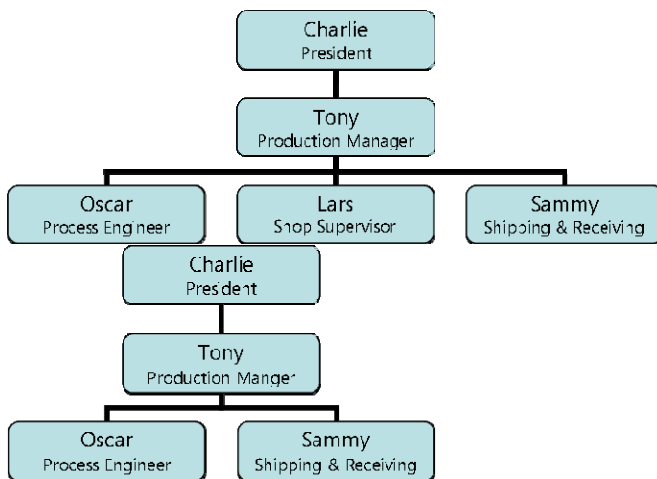 Charlie
President
Tony
Production Manager
Oscar
Process Engineer
Lars
Shop Supervisor
Sammy
Shipping & Receiving
Charlie
President
Tony
Production Manger
Oscar
Process Engineer
Sammy
Shipping & Receiving